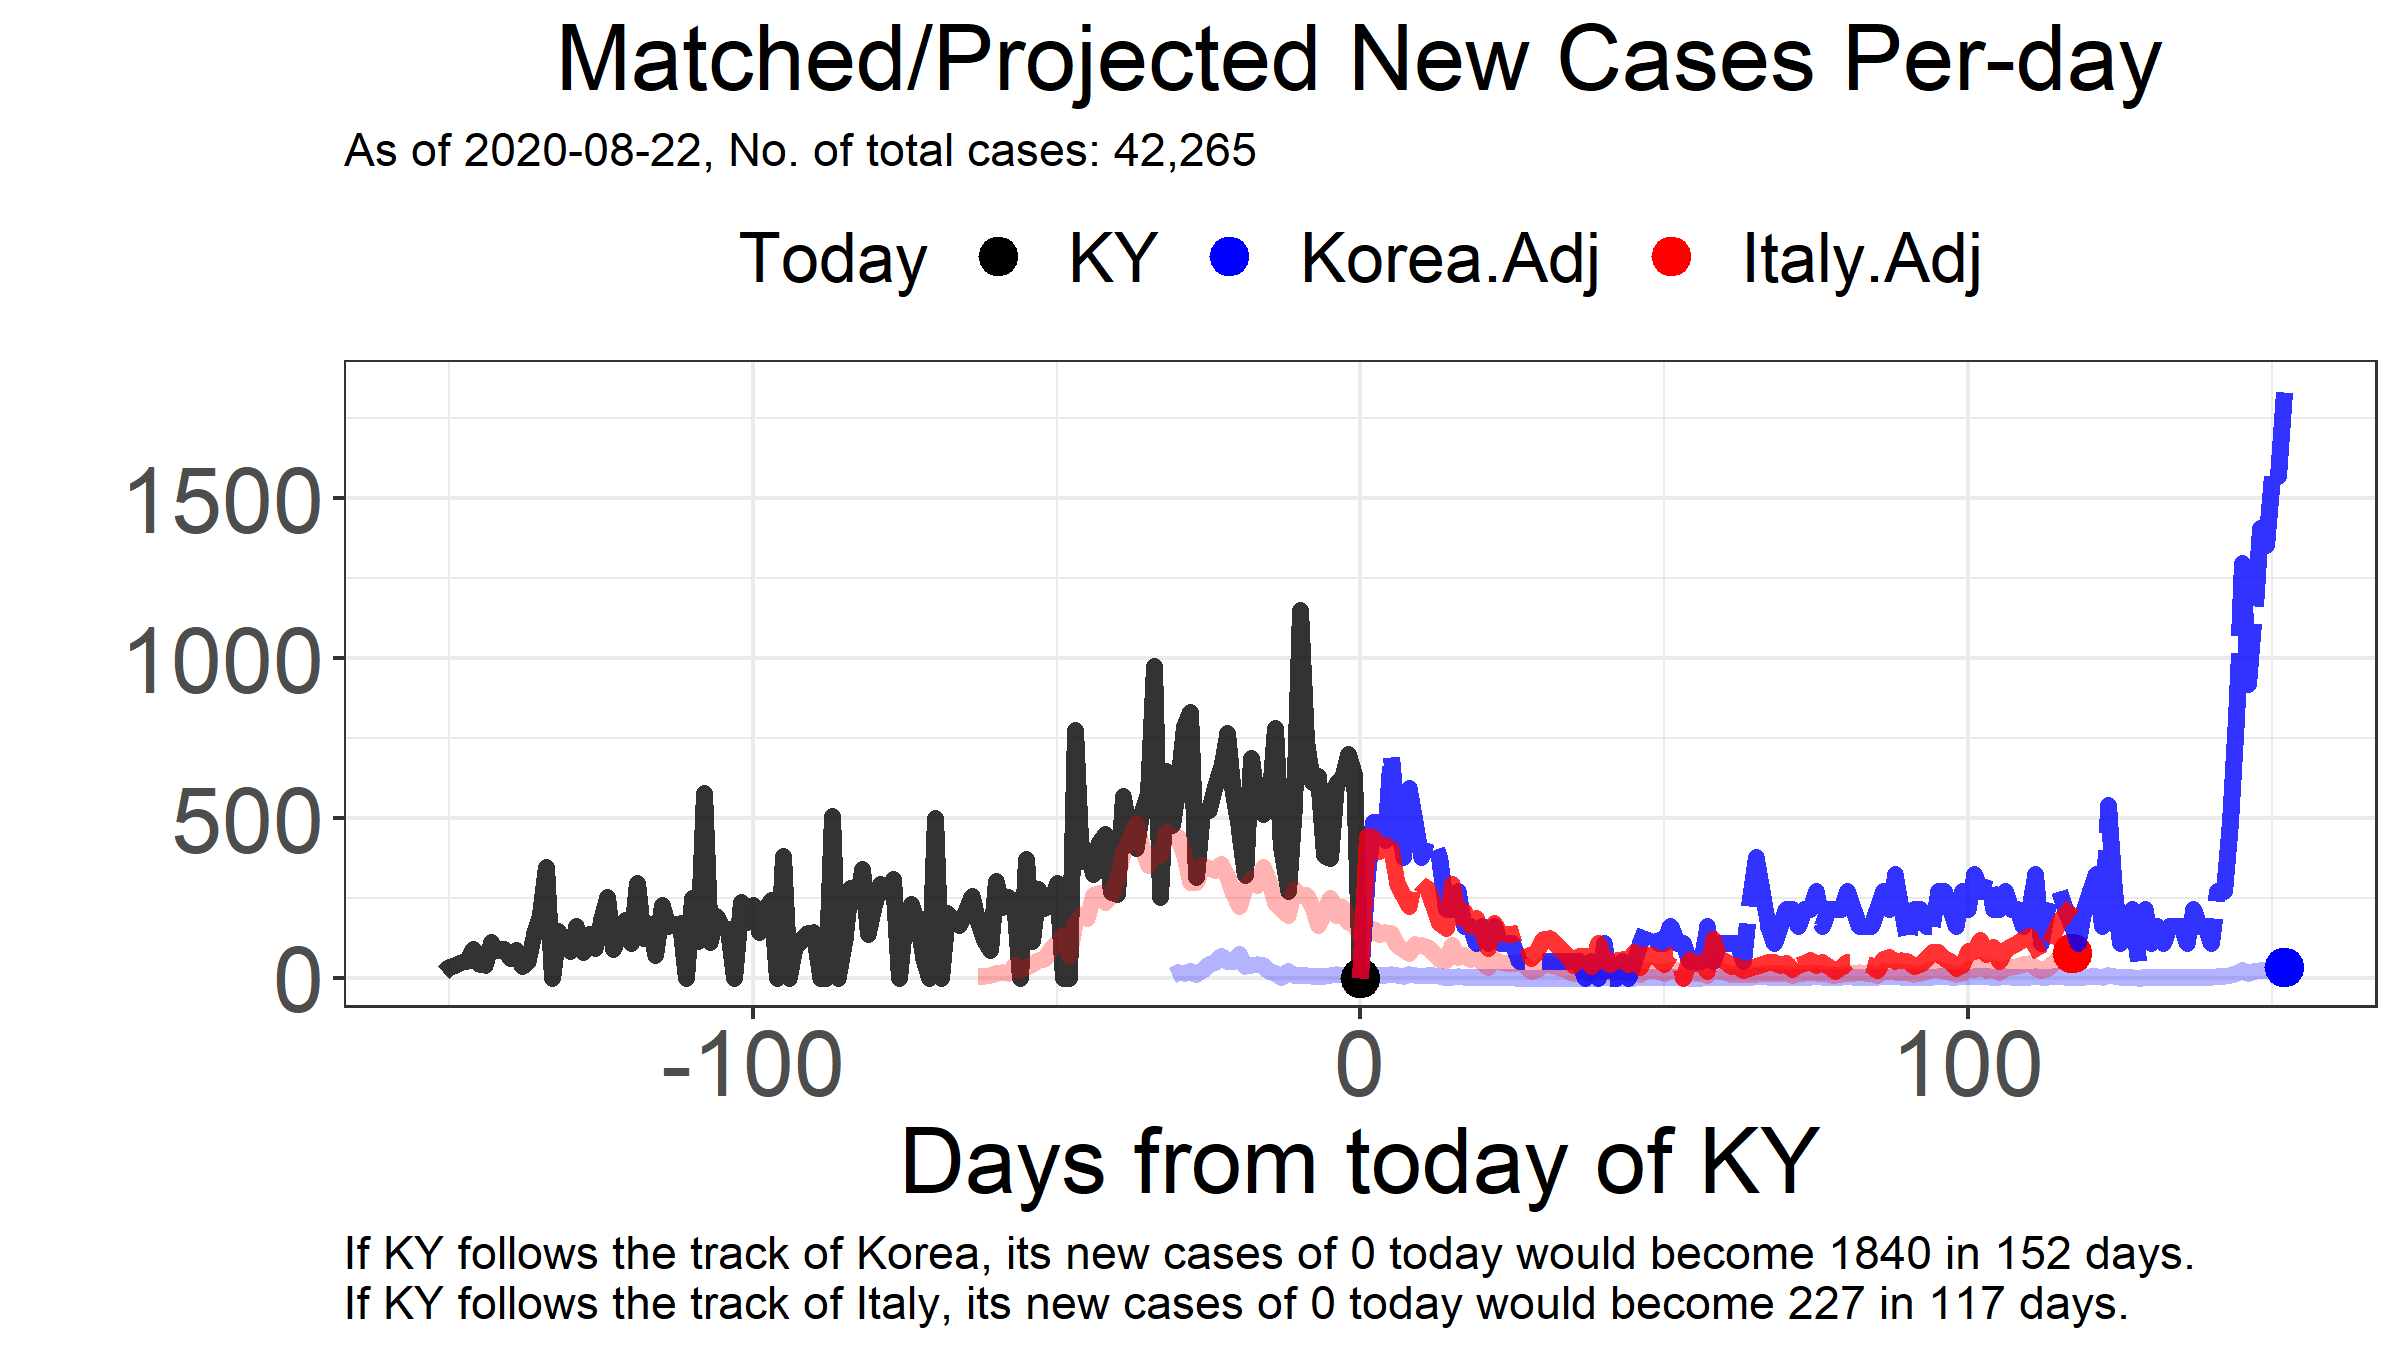 Matched/Projected New Cases Per-day
As of 2020-08-22, No. of total cases: 42,265
Today KY Korea.Adj Italy.Adj
1500
1000
500
0
-100 0 100
Days from today of KY
If KY follows the track of Korea, its new cases of 0 today would become 1840 in 152 days.
If KY follows the track of Italy, its new cases of 0 today would become 227 in 117 days.